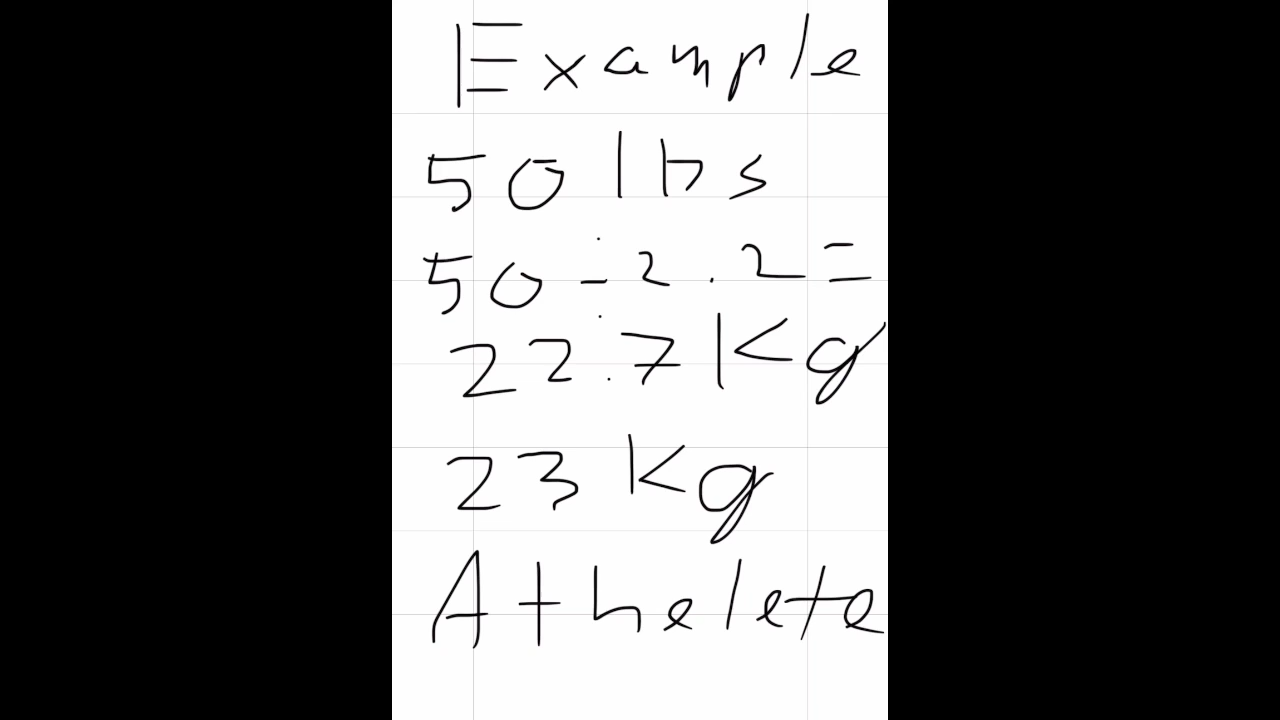 Example
50 lbs
50 ÷ 2.2 =
22.7 Kg
23 Kg
Athelete